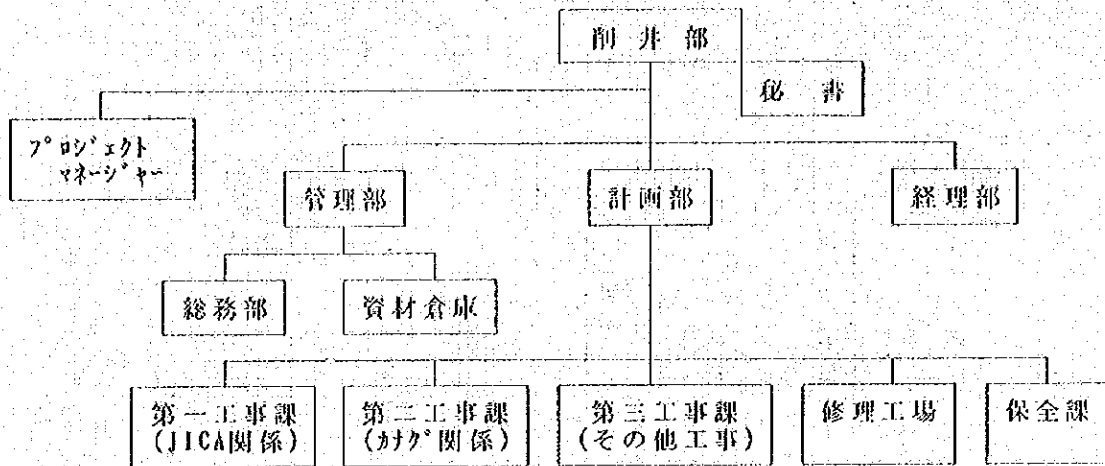 削井部
秘書
プロジェクト
マネージャー
管理部
計画部
経理部
総務部
資材倉庫
第一工事課
(JICA関係)
第二工事課
(カナダ関係)
第三工事課
(その他工事)
修理工場
保全課